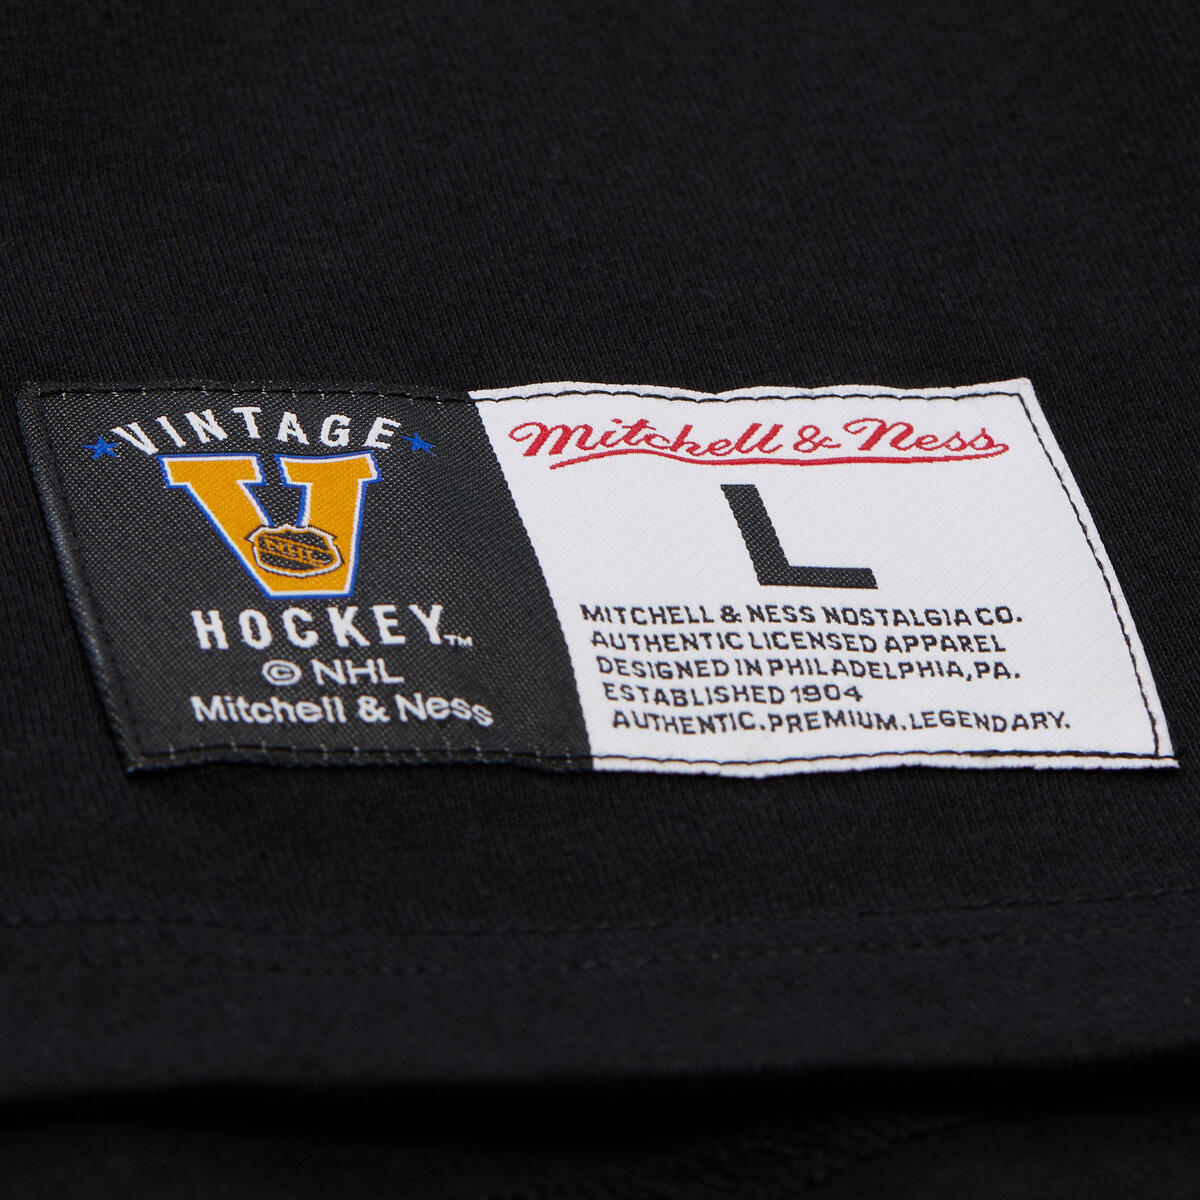 VINTAGE
V
NHL
HOCKEY™
© NHL
Mitchell & Ness
Mitchell & Ness
L
MITCHELL & NESS NOSTALGIA CO.
AUTHENTIC LICENSED APPAREL
DESIGNED IN PHILADELPHIA, PA.
ESTABLISHED 1904
AUTHENTIC. PREMIUM. LEGENDARY.